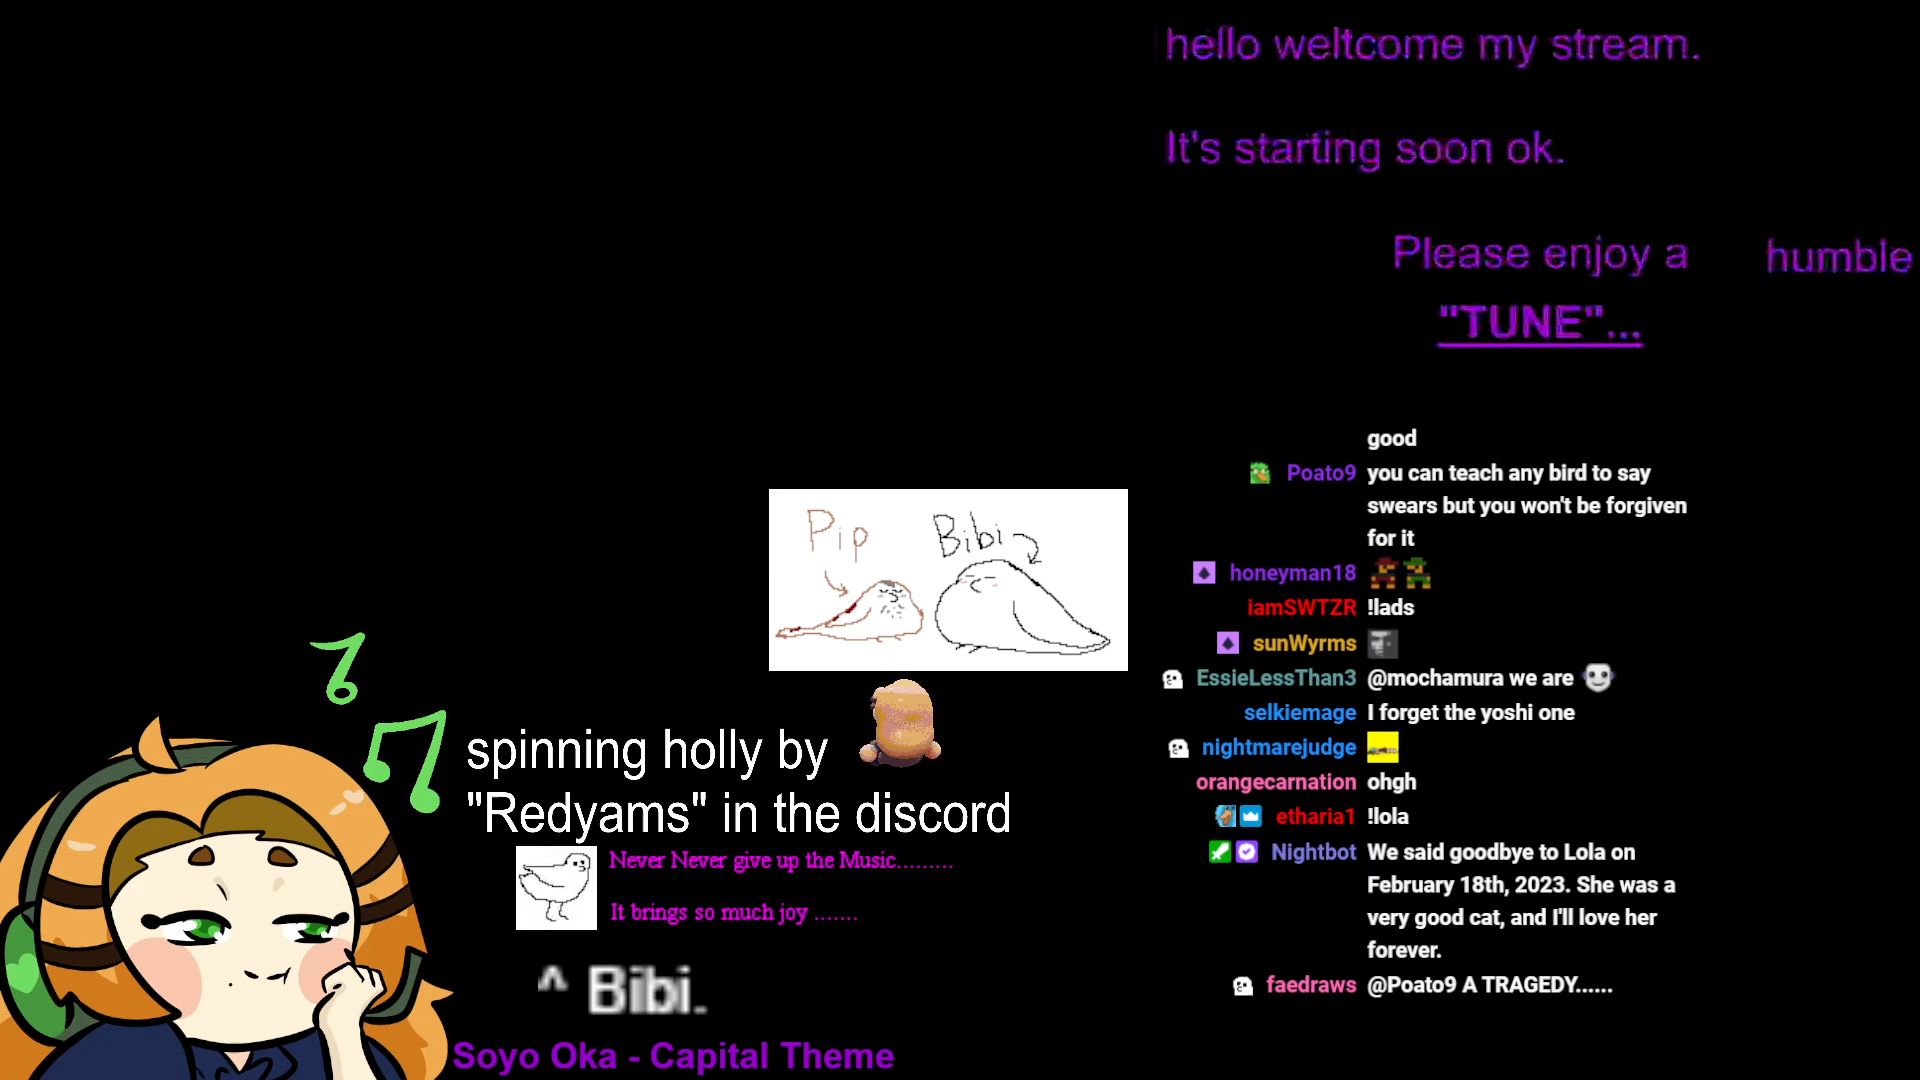 hello weltcome my stream.
It's starting soon ok.
Please enjoy a humble
"TUNE"...
good
Poato9 you can teach any bird to say
swears but you won't be forgiven
for it
honeyman18
iamSWTZR !lads
sunWyrms
EssieLessThan3 @mochamura we are
selkiemage I forget the yoshi one
nightmarejudge
orangecarnation ohgh
etharia1 !lola
Nightbot We said goodbye to Lola on
February 18th, 2023. She was a
very good cat, and I'll love her
forever.
faedraws @Poato9 A TRAGEDY......
Pip Bibi
spinning holly by
"Redyams" in the discord
Never Never give up the Music.........
It brings so much joy .......
^ Bibi.
Soyo Oka - Capital Theme